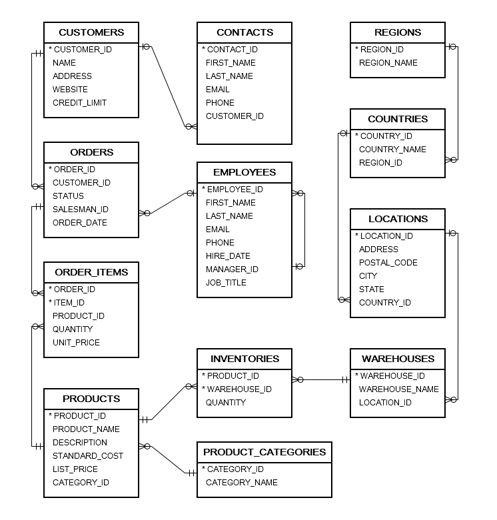 CUSTOMERS
* CUSTOMER_ID
NAME
ADDRESS
WEBSITE
CREDIT_LIMIT
CONTACTS
* CONTACT_ID
FIRST_NAME
LAST_NAME
EMAIL
PHONE
CUSTOMER_ID
REGIONS
* REGION_ID
REGION_NAME
COUNTRIES
* COUNTRY_ID
COUNTRY_NAME
REGION_ID
ORDERS
* ORDER_ID
CUSTOMER_ID
STATUS
SALESMAN_ID
ORDER_DATE
EMPLOYEES
* EMPLOYEE_ID
FIRST_NAME
LAST_NAME
EMAIL
PHONE
HIRE_DATE
MANAGER_ID
JOB_TITLE
LOCATIONS
* LOCATION_ID
ADDRESS
POSTAL_CODE
CITY
STATE
COUNTRY_ID
ORDER_ITEMS
* ORDER_ID
* ITEM_ID
PRODUCT_ID
QUANTITY
UNIT_PRICE
INVENTORIES
* PRODUCT_ID
* WAREHOUSE_ID
QUANTITY
WAREHOUSES
* WAREHOUSE_ID
WAREHOUSE_NAME
LOCATION_ID
PRODUCTS
* PRODUCT_ID
PRODUCT_NAME
DESCRIPTION
STANDARD_COST
LIST_PRICE
CATEGORY_ID
PRODUCT_CATEGORIES
* CATEGORY_ID
CATEGORY_NAME